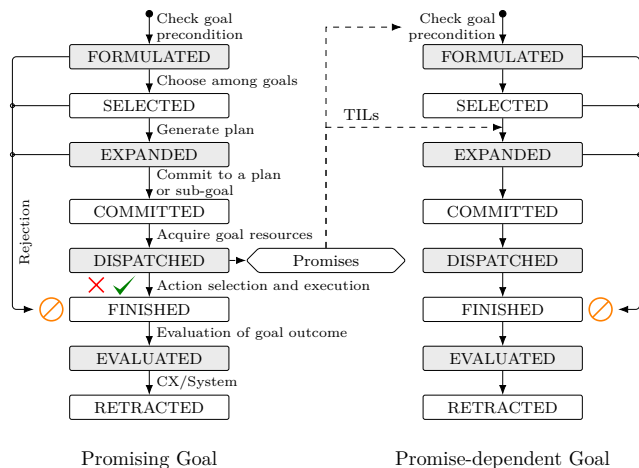 Check goal
precondition
FORMULATED
Choose among goals
SELECTED
Generate plan
EXPANDED
Commit to a plan
or sub-goal
COMMITTED
Acquire goal resources
DISPATCHED
Action selection and execution
FINISHED
Evaluation of goal outcome
EVALUATED
CX/System
RETRACTED
Rejection
Promising Goal
TILs
Promises
Check goal
precondition
FORMULATED
SELECTED
EXPANDED
COMMITTED
DISPATCHED
FINISHED
EVALUATED
RETRACTED
Promise-dependent Goal